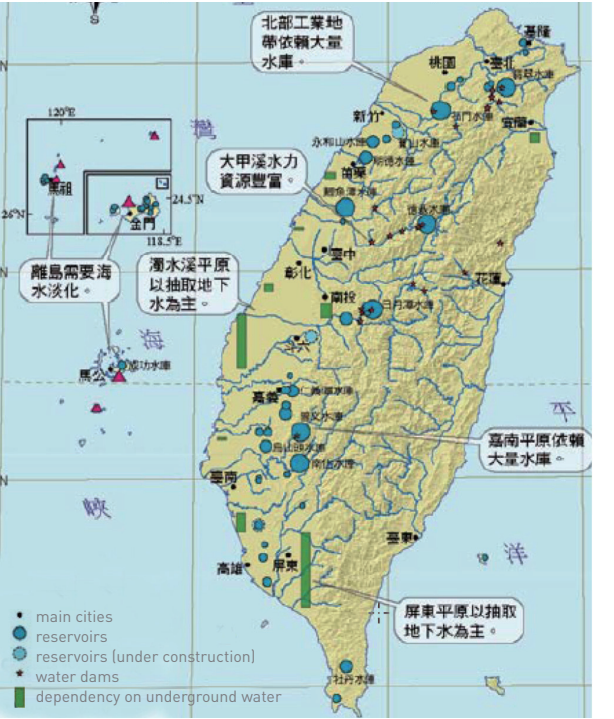 S
北部工業地
帶依賴大量
水庫。
基隆
臺北
桃園
翡翠水庫
石門水庫
宜蘭
新竹
永和山水庫
寶山水庫
大甲溪水力
資源豐富。
明德水庫
苗栗
鯉魚潭水庫
德基水庫
灣
120°E
馬祖
24.5°N
26°N
金門
118.5°E
離島需要海
水淡化。
濁水溪平原
以抽取地下
水為主。
臺中
彰化
花蓮
南投
日月潭水庫
海
斗六
成功水庫
馬公
仁義潭水庫
嘉義
曾文水庫
平
烏山頭水庫
嘉南平原依賴
大量水庫。
南化水庫
臺南
峽
臺東
洋
高雄
屏東
屏東平原以抽取
地下水為主。
牡丹水庫
main cities
reservoirs
reservoirs (under construction)
water dams
dependency on underground water